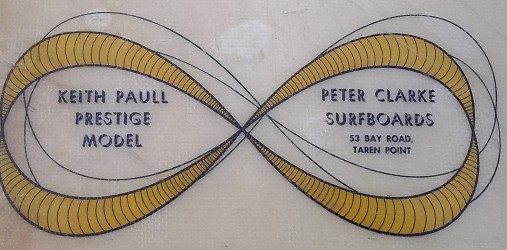 KEITH PAULL
PRESTIGE
MODEL
PETER CLARKE
SURFBOARDS
53 BAY ROAD,
TAREN POINT